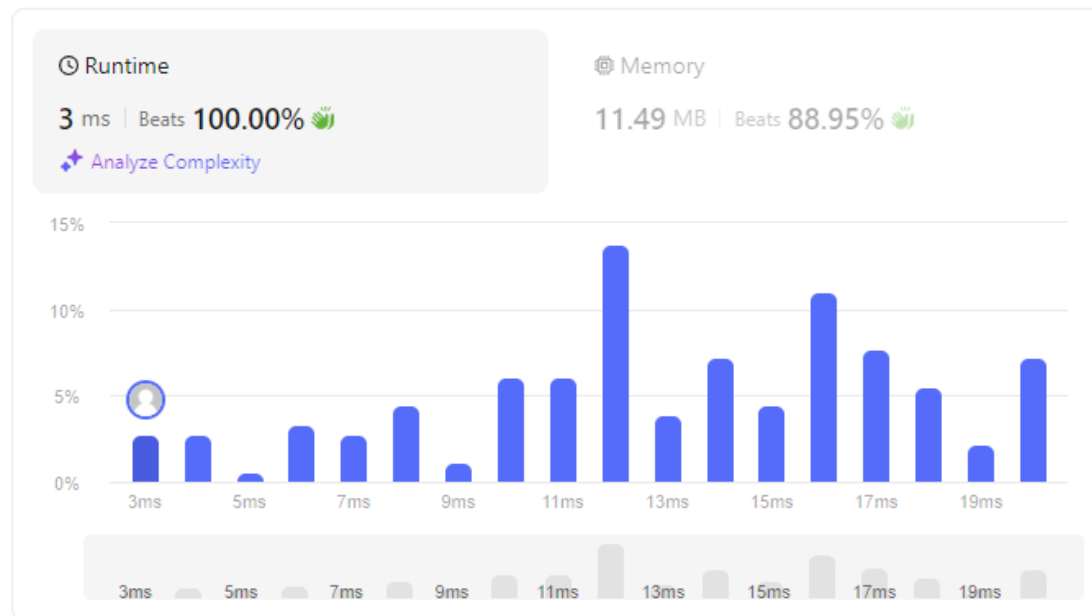 Runtime
3 ms | Beats 100.00%
Analyze Complexity
Memory
11.49 MB | Beats 88.95%
15%
10%
5%
0%
3ms 5ms 7ms 9ms 11ms 13ms 15ms 17ms 19ms
3ms 5ms 7ms 9ms 11ms 13ms 15ms 17ms 19ms